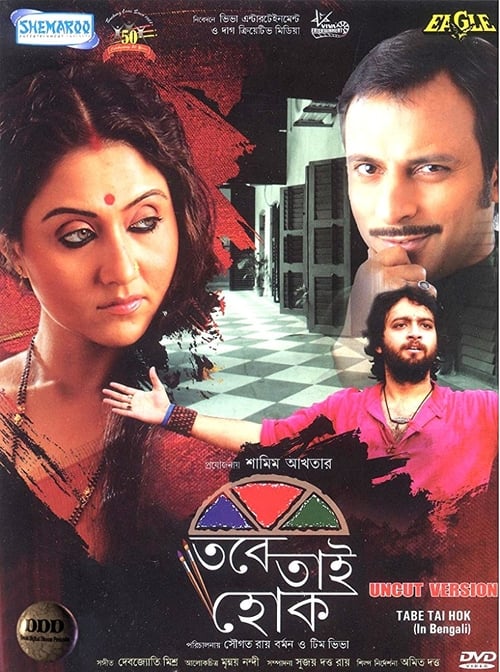 SHEMAROO
50
নিবেদনে ভিভা এন্টারটেইনমেন্ট
ও দাগ ক্রিয়েটিভ মিডিয়া
VIVA
EAGLE
প্রযোজনায় শামিম আখতার
তবে তাই
হোক
UNCUT VERSION
TABE TAI HOK
(In Bengali)
DDD
পরিচালনায় সৌগত রায় বর্মন ও টিম ভিভা
সঙ্গীত দেবজ্যোতি মিশ্র আলোকচিত্র মৃন্ময় নন্দী সম্পাদনা সুজয় দত্ত রায় শিল্প নির্দেশনা অমিত দত্ত
DVD